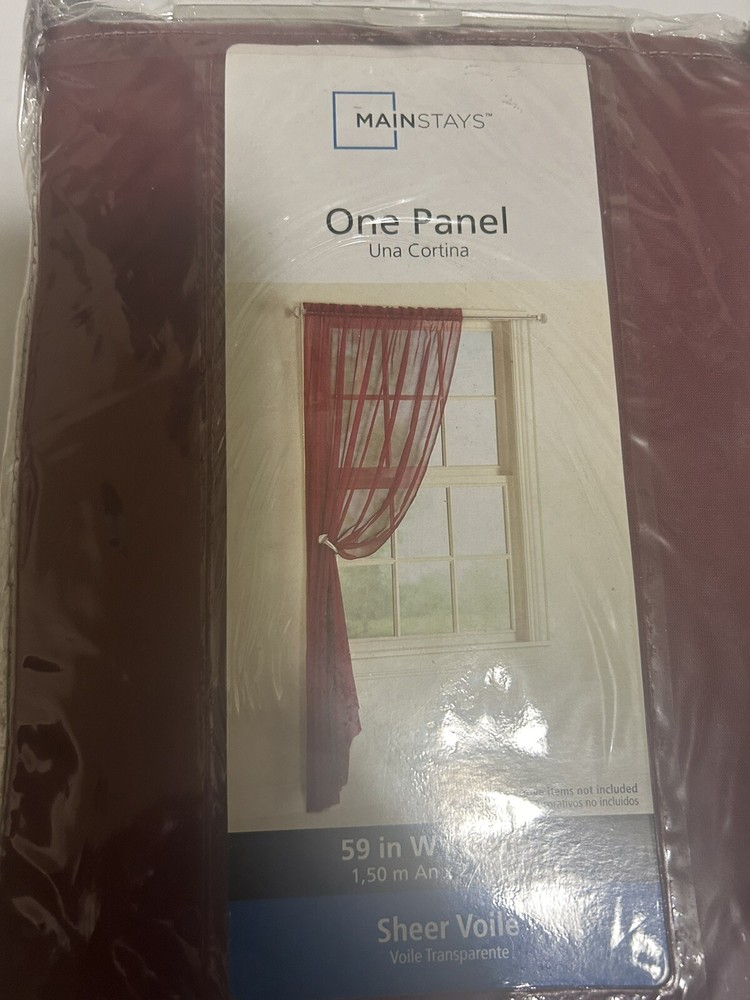 MAINSTAYS™
One Panel
Una Cortina
items not included
no incluidos
59 in W
1,50 m An
Sheer Voile
Voile Transparente